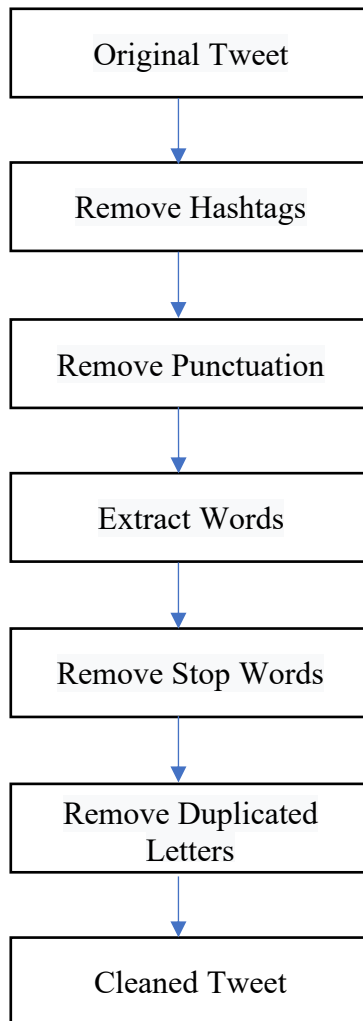 Original Tweet
Remove Hashtags
Remove Punctuation
Extract Words
Remove Stop Words
Remove Duplicated
Letters
Cleaned Tweet